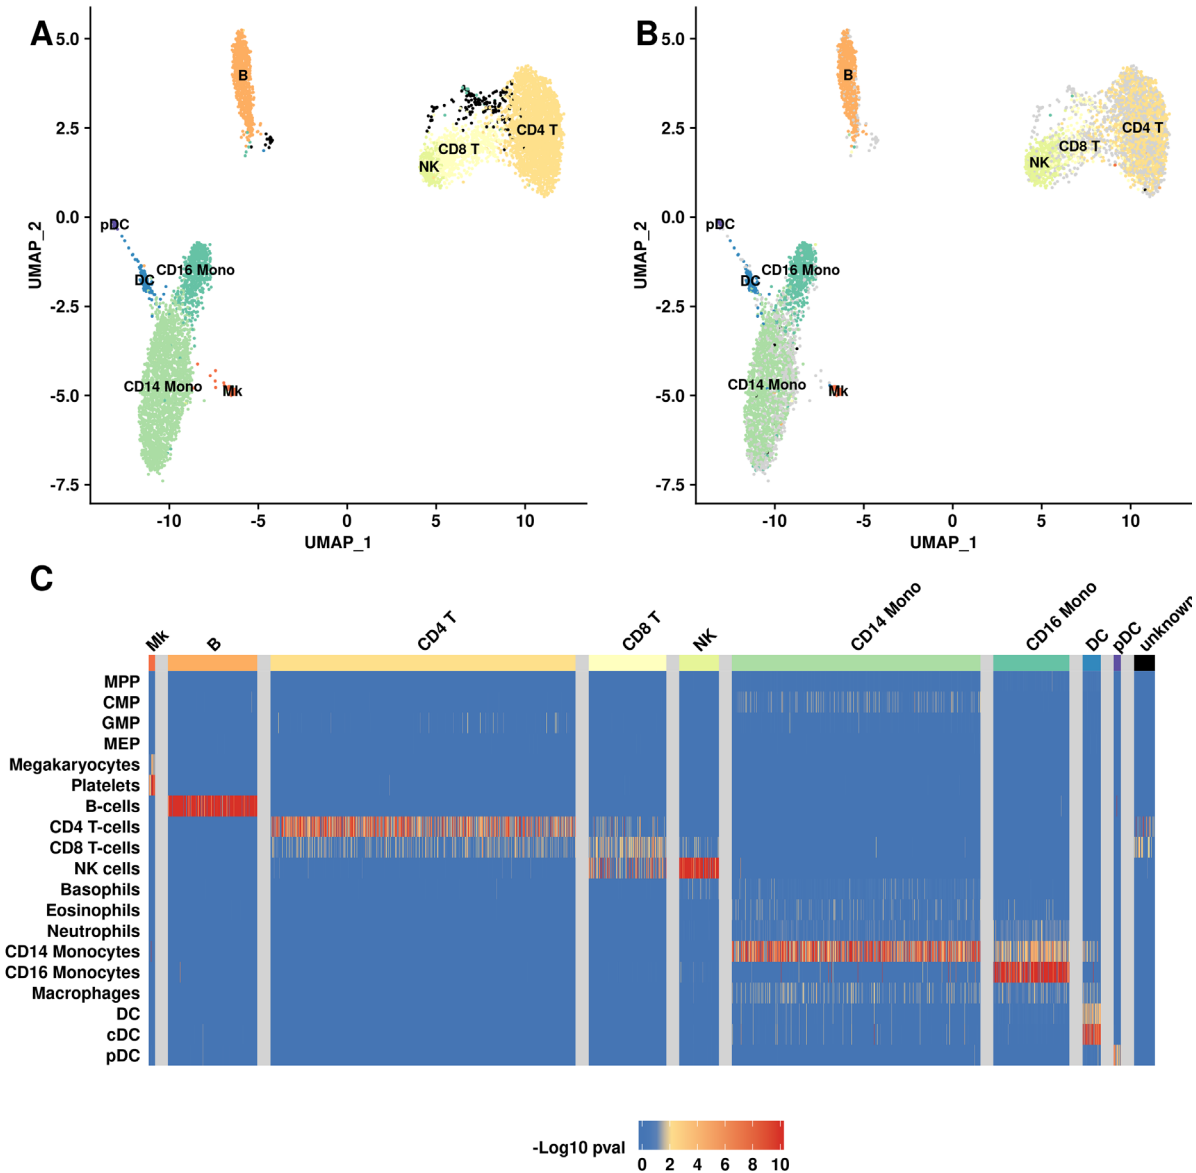 A
B
5.0
2.5
0.0
-2.5
-5.0
-7.5
UMAP_2
-10
-5
0
5
10
UMAP_1
B
CD4 T
CD8 T
NK
pDC
CD16 Mono
DC
CD14 Mono
Mk
5.0
2.5
0.0
-2.5
-5.0
-7.5
UMAP_2
-10
-5
0
5
10
UMAP_1
B
CD4 T
CD8 T
NK
pDC
CD16 Mono
DC
CD14 Mono
Mk
C
Mk
B
CD4 T
CD8 T
NK
CD14 Mono
CD16 Mono
DC
pDC
unknown
MPP
CMP
GMP
MEP
Megakaryocytes
Platelets
B-cells
CD4 T-cells
CD8 T-cells
NK cells
Basophils
Eosinophils
Neutrophils
CD14 Monocytes
CD16 Monocytes
Macrophages
DC
cDC
pDC
-Log10 pval
0 2 4 6 8 10